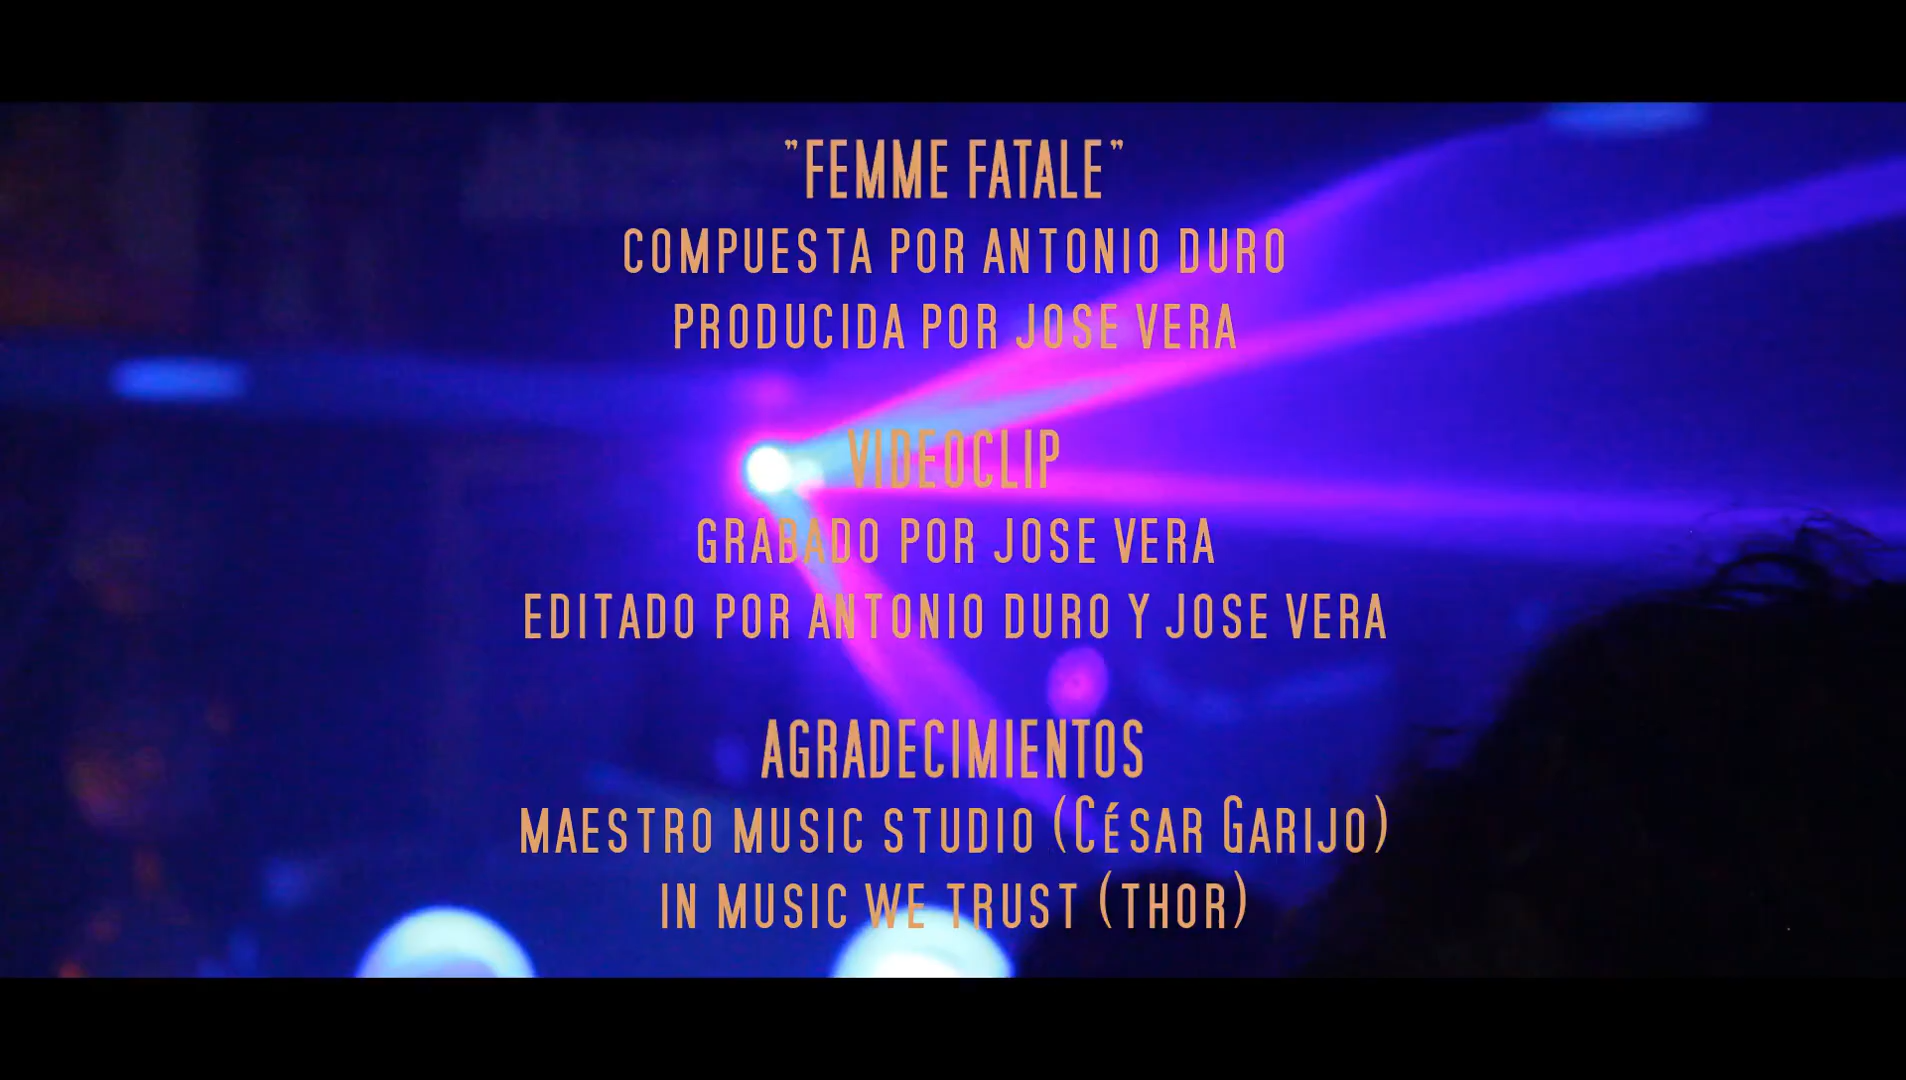 "FEMME FATALE"
COMPUESTA POR ANTONIO DURO
PRODUCIDA POR JOSE VERA
VIDEOCLIP
GRABADO POR JOSE VERA
EDITADO POR ANTONIO DURO Y JOSE VERA
AGRADECIMIENTOS
MAESTRO MUSIC STUDIO (CÉSAR GARIJO)
IN MUSIC WE TRUST (THOR)